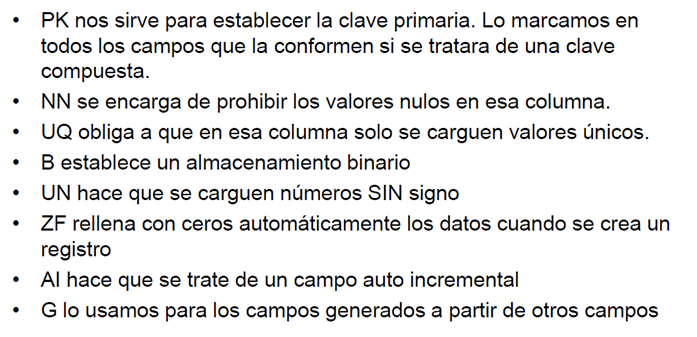 • PK nos sirve para establecer la clave primaria. Lo marcamos en
todos los campos que la conformen si se tratara de una clave
compuesta.
• NN se encarga de prohibir los valores nulos en esa columna.
• UQ obliga a que en esa columna solo se carguen valores únicos.
• B establece un almacenamiento binario
• UN hace que se carguen números SIN signo
• ZF rellena con ceros automáticamente los datos cuando se crea un
registro
• AI hace que se trate de un campo auto incremental
• G lo usamos para los campos generados a partir de otros campos